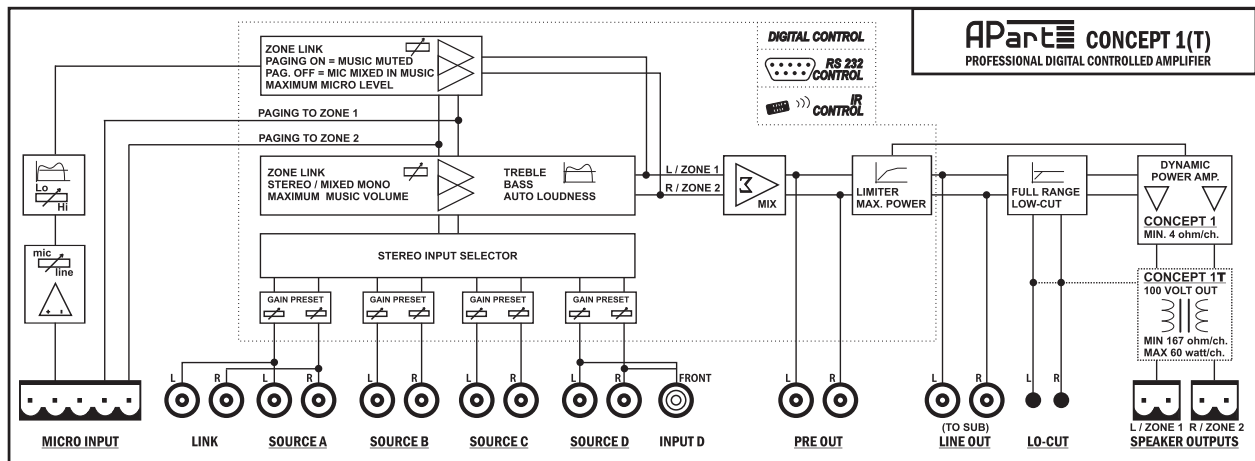 APart CONCEPT 1(T)
PROFESSIONAL DIGITAL CONTROLLED AMPLIFIER
DIGITAL CONTROL
RS 232
CONTROL
IR
CONTROL
ZONE LINK
PAGING ON = MUSIC MUTED
PAG. OFF = MIC MIXED IN MUSIC
MAXIMUM MICRO LEVEL
PAGING TO ZONE 1
PAGING TO ZONE 2
Lo
Hi
mic
line
+ -
ZONE LINK
STEREO / MIXED MONO
MAXIMUM MUSIC VOLUME
TREBLE
BASS
AUTO LOUDNESS
L / ZONE 1
R / ZONE 2
Σ
MIX
LIMITER
MAX. POWER
FULL RANGE
LOW-CUT
DYNAMIC
POWER AMP.
CONCEPT 1
MIN. 4 ohm/ch.
CONCEPT 1T
100 VOLT OUT
MIN 167 ohm/ch.
MAX 60 watt/ch.
STEREO INPUT SELECTOR
GAIN PRESET
GAIN PRESET
GAIN PRESET
GAIN PRESET
L R L R L R L R L R FRONT L R L R L R
L / ZONE 1 R / ZONE 2
(TO SUB)
MICRO INPUT LINK SOURCE A SOURCE B SOURCE C SOURCE D INPUT D PRE OUT LINE OUT LO-CUT SPEAKER OUTPUTS